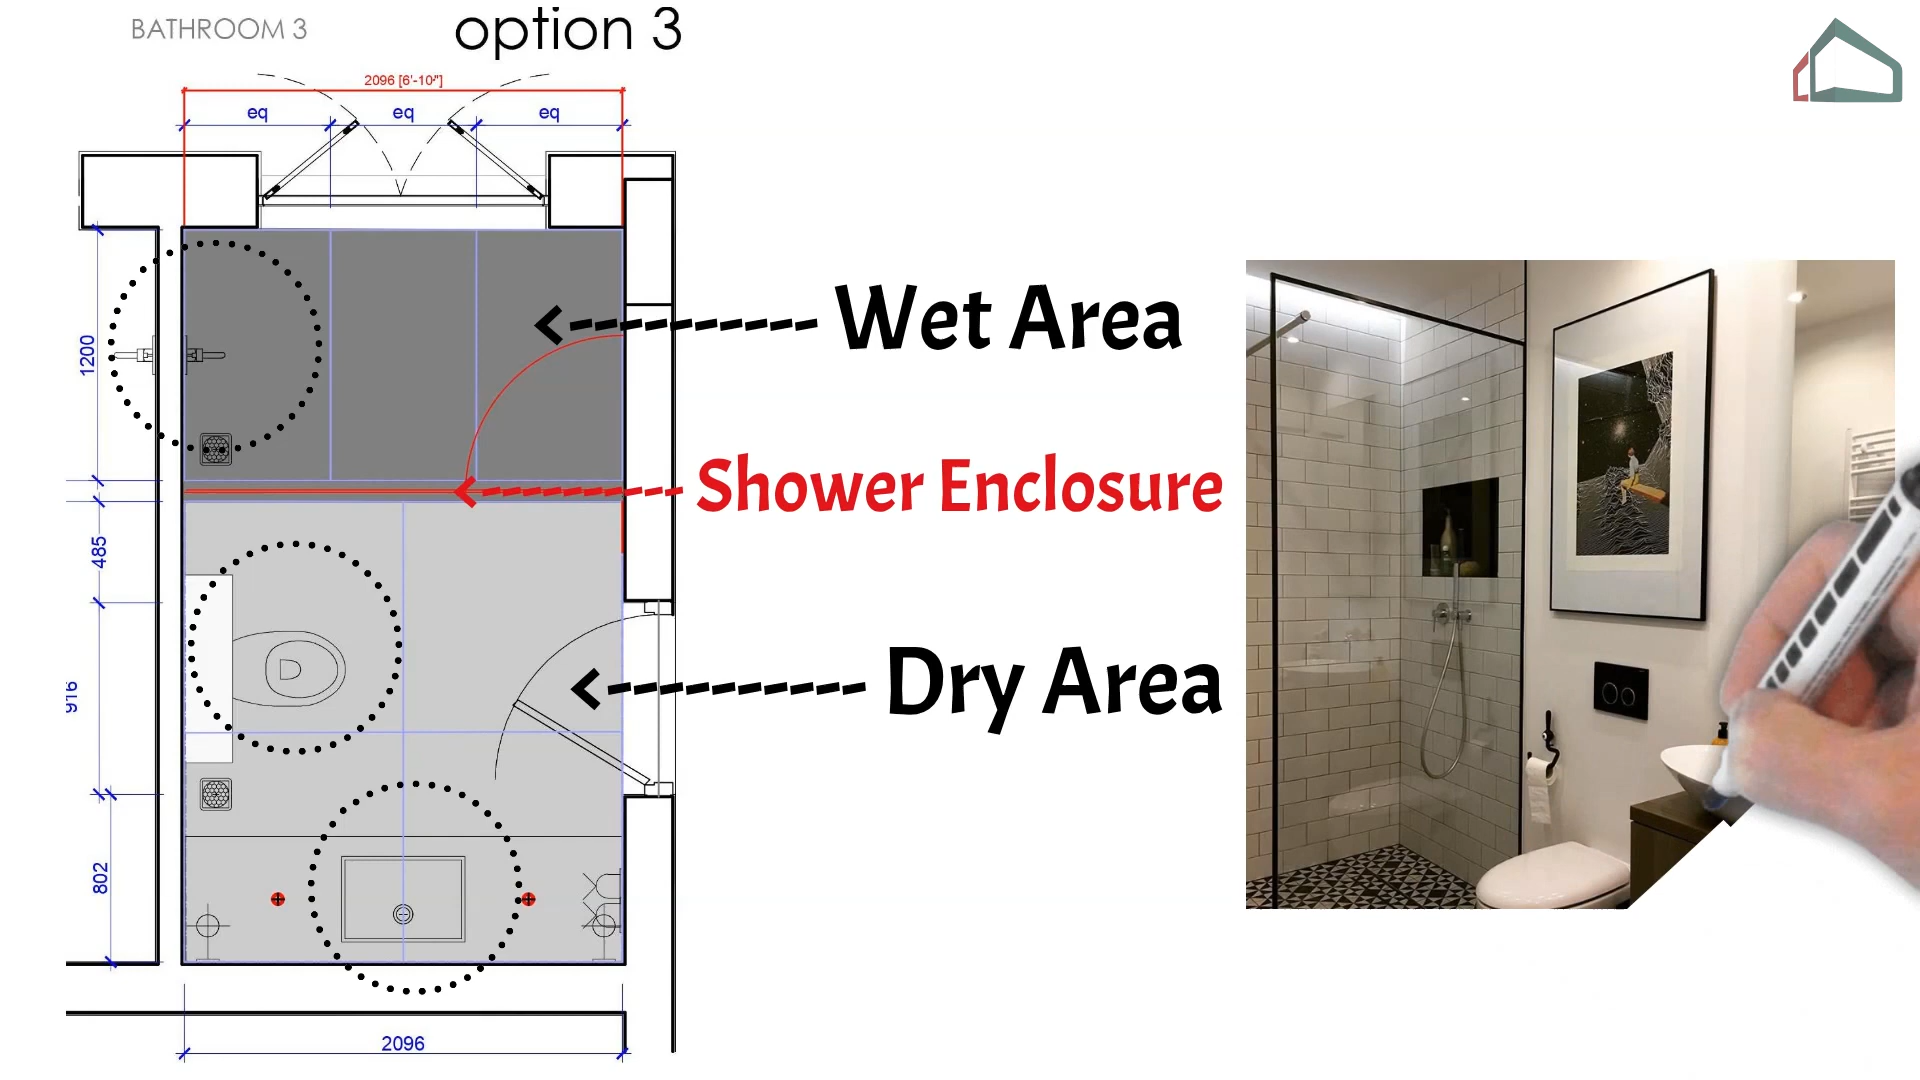 BATHROOM 3
option 3
2096 [6'-10"]
eq
eq
eq
Wet Area
1200
Shower Enclosure
485
Dry Area
916
802
2096